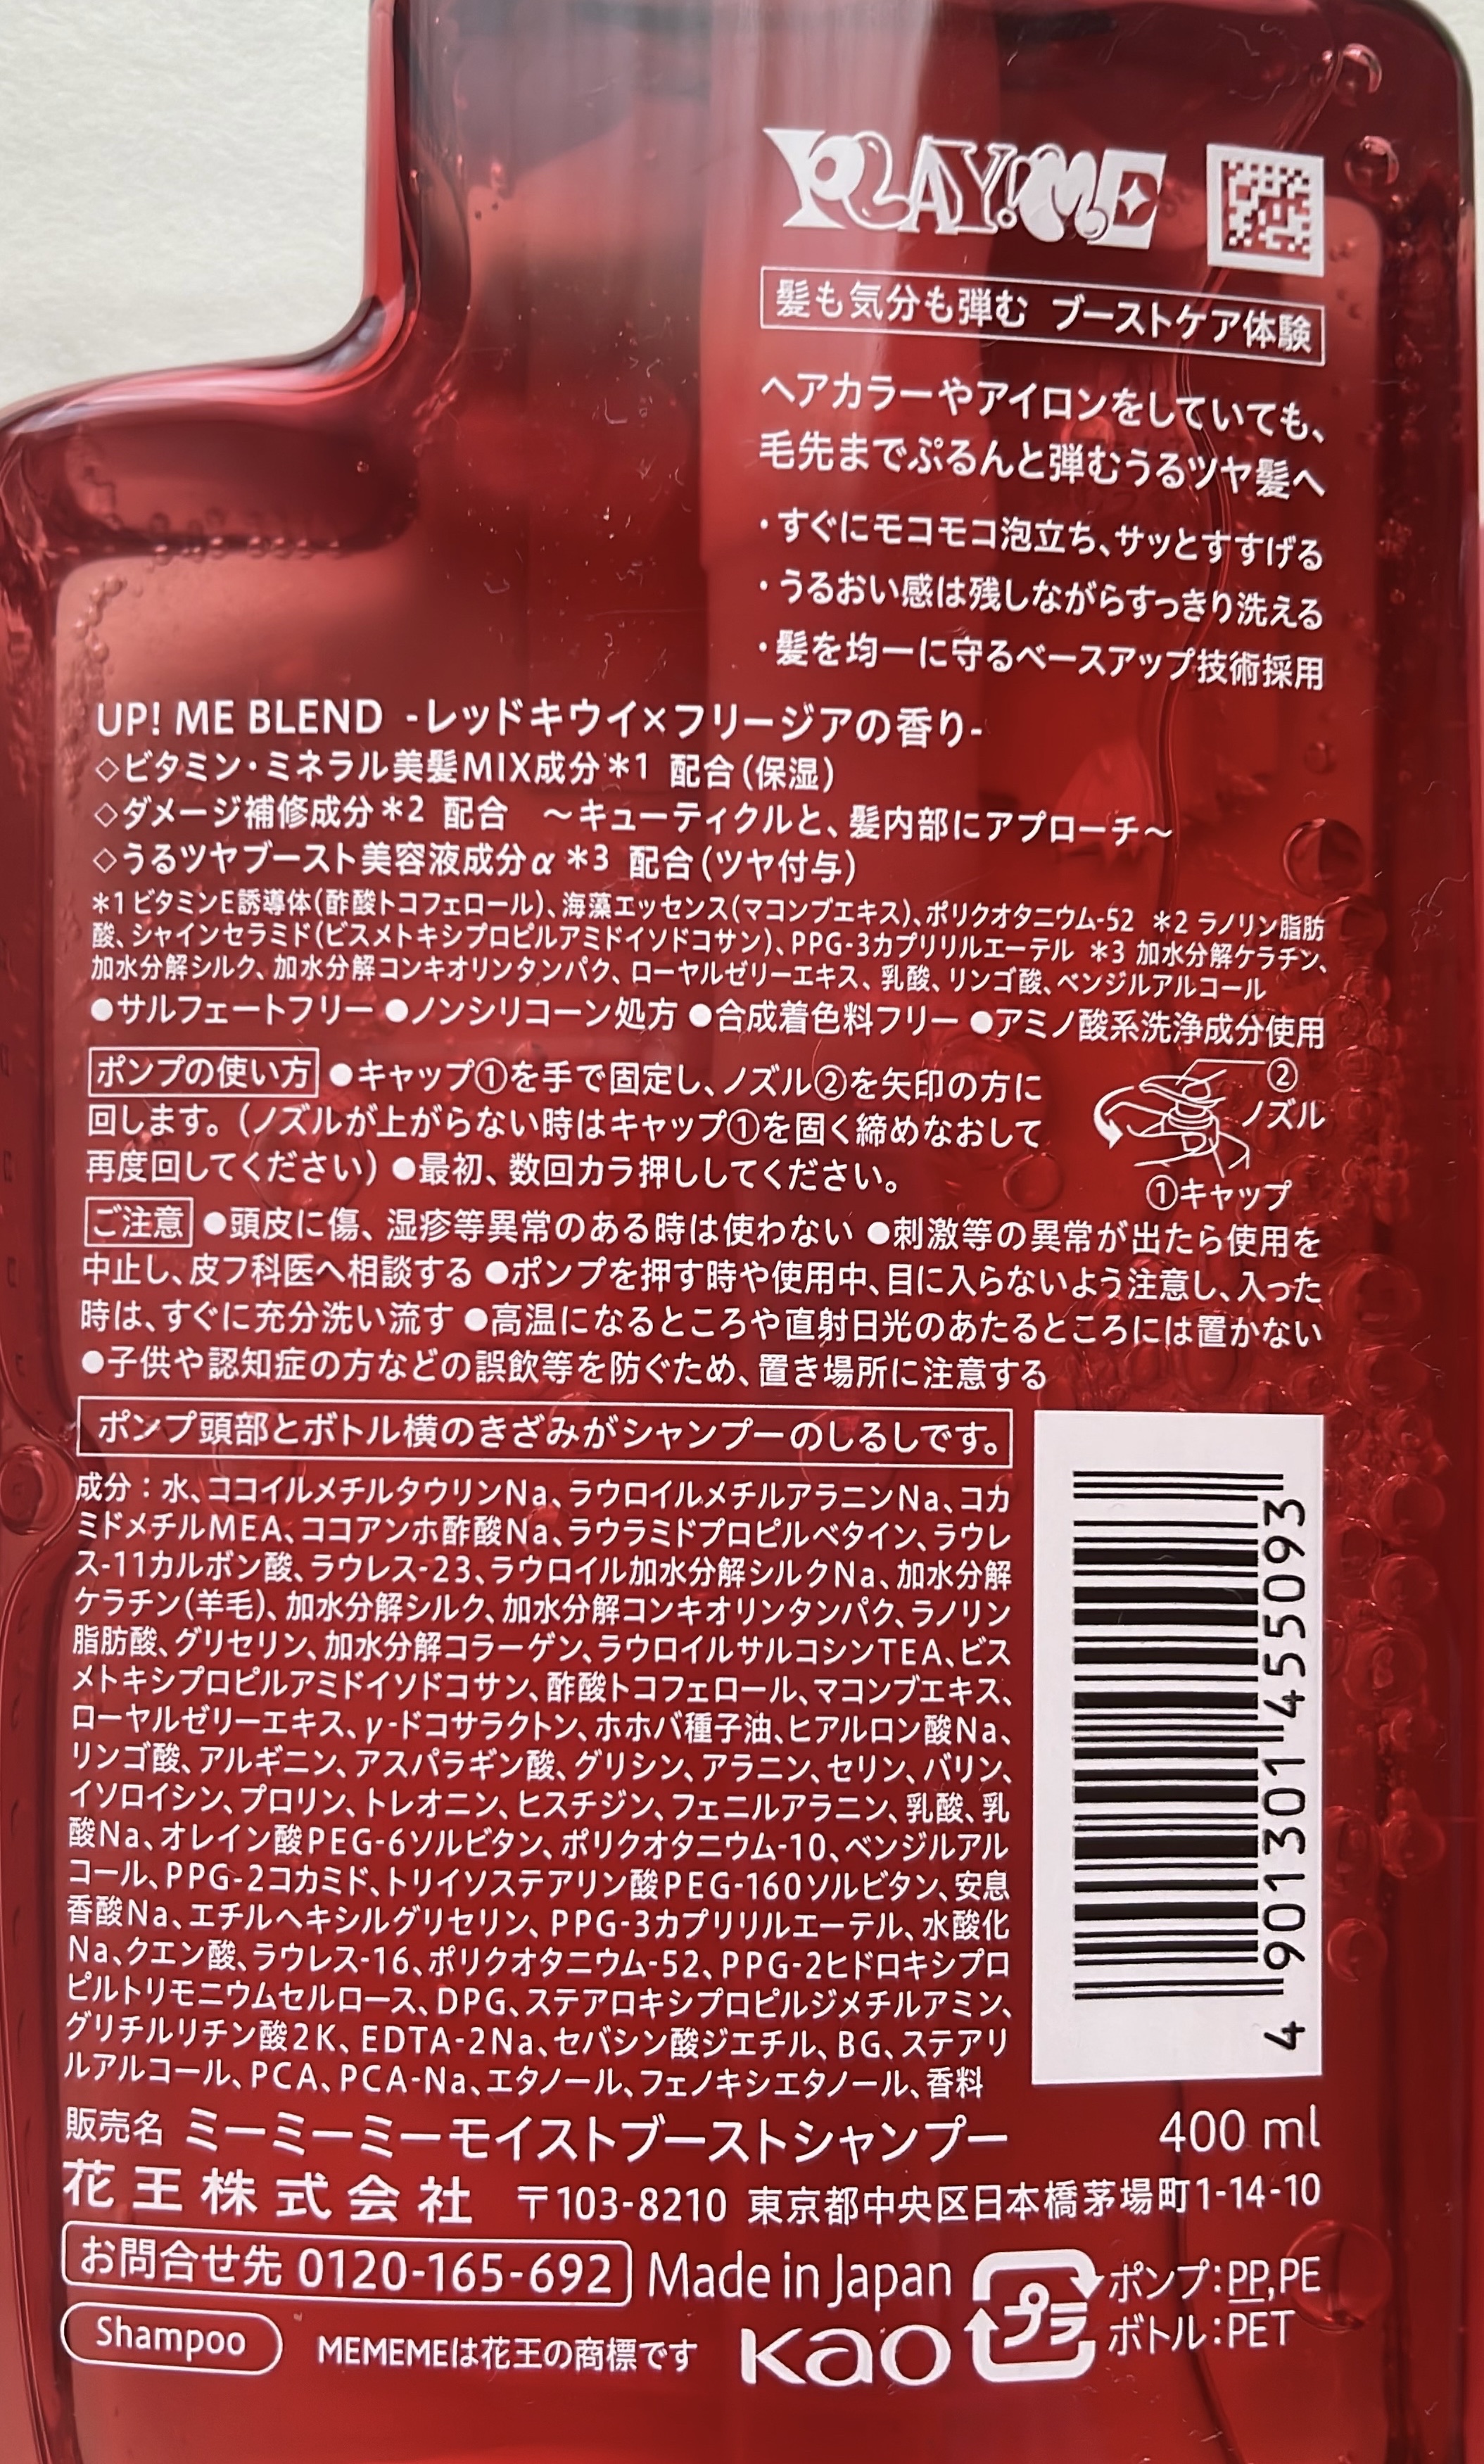 PLAY! ME
髪も気分も弾む ブーストケア体験
ヘアカラーやアイロンをしていても、
毛先までぷるんと弾むうるツヤ髪へ
・すぐにモコモコ泡立ち、サッとすすげる
・うるおい感は残しながらすっきり洗える
・髪を均一に守るベースアップ技術採用
UP! ME BLEND -レッドキウイ×フリージアの香り-
◇ビタミン・ミネラル美髪MIX成分＊1 配合（保湿）
◇ダメージ補修成分＊2 配合 ～キューティクルと、髪内部にアプローチ～
◇うるツヤブースト美容液成分α＊3 配合（ツヤ付与）
＊1 ビタミンE誘導体（酢酸トコフェロール）、海藻エッセンス（マコンブエキス）、ポリクオタニウム-52 ＊2 ラノリン脂肪
酸、シャインセラミド（ビスメトキシプロピルアミドイソドコサン）、PPG-3カプリリルエーテル ＊3 加水分解ケラチン、
加水分解シルク、加水分解コンキオリンタンパク、ローヤルゼリーエキス、乳酸、リンゴ酸、ベンジルアルコール
●サルフェートフリー ●ノンシリコーン処方 ●合成着色料フリー ●アミノ酸系洗浄成分使用
ポンプの使い方 ●キャップ①を手で固定し、ノズル②を矢印の方に
回します。（ノズルが上がらない時はキャップ①を固く締めなおして
再度回してください）●最初、数回カラ押ししてください。
②
ノズル
①キャップ
ご注意 ●頭皮に傷、湿疹等異常のある時は使わない ●刺激等の異常が出たら使用を
中止し、皮フ科医へ相談する ●ポンプを押す時や使用中、目に入らないよう注意し、入った
時は、すぐに充分洗い流す ●高温になるところや直射日光のあたるところには置かない
●子供や認知症の方などの誤飲等を防ぐため、置き場所に注意する
ポンプ頭部とボトル横のきざみがシャンプーのしるしです。
成分：水、ココイルメチルタウリンNa、ラウロイルメチルアラニンNa、コカ
ミドメチルMEA、ココアンホ酢酸Na、ラウラミドプロピルベタイン、ラウレ
ス-11カルボン酸、ラウレス-23、ラウロイル加水分解シルクNa、加水分解
ケラチン（羊毛）、加水分解シルク、加水分解コンキオリンタンパク、ラノリン
脂肪酸、グリセリン、加水分解コラーゲン、ラウロイルサルコシンTEA、ビス
メトキシプロピルアミドイソドコサン、酢酸トコフェロール、マコンブエキス、
ローヤルゼリーエキス、γ-ドコサラクトン、ホホバ種子油、ヒアルロン酸Na、
リンゴ酸、アルギニン、アスパラギン酸、グリシン、アラニン、セリン、バリン、
イソロイシン、プロリン、トレオニン、ヒスチジン、フェニルアラニン、乳酸、乳
酸Na、オレイン酸PEG-6ソルビタン、ポリクオタニウム-10、ベンジルアル
コール、PPG-2コカミド、トリイソステアリン酸PEG-160ソルビタン、安息
香酸Na、エチルヘキシルグリセリン、PPG-3カプリリルエーテル、水酸化
Na、クエン酸、ラウレス-16、ポリクオタニウム-52、PPG-2ヒドロキシプロ
ピルトリモニウムセルロース、DPG、ステアロキシプロピルジメチルアミン、
グリチルリチン酸2K、EDTA-2Na、セバシン酸ジエチル、BG、ステアリ
ルアルコール、PCA、PCA-Na、エタノール、フェノキシエタノール、香料
4 901301 455093
販売名 ミーミーミーモイストブーストシャンプー 400 ml
花王株式会社 〒103-8210 東京都中央区日本橋茅場町1-14-10
お問合せ先 0120-165-692 Made in Japan プラ ポンプ：PP,PE
ボトル：PET
Shampoo MEMEMEは花王の商標です Kao